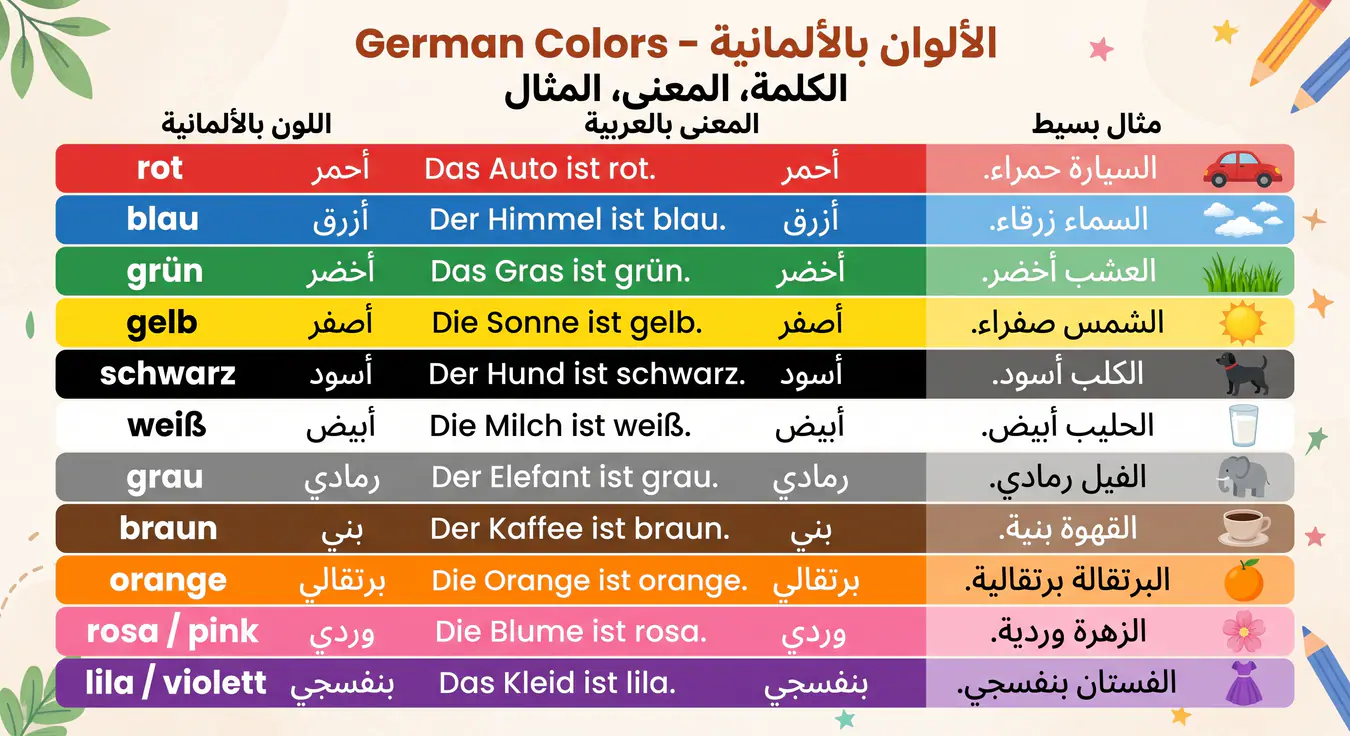 German Colors - الألوان بالألمانية
الكلمة، المعنى، المثال
اللون بالألمانية المعنى بالعربية مثال بسيط
rot أحمر Das Auto ist rot. أحمر السيارة حمراء.
blau أزرق Der Himmel ist blau. أزرق السماء زرقاء.
grün أخضر Das Gras ist grün. أخضر العشب أخضر.
gelb أصفر Die Sonne ist gelb. أصفر الشمس صفراء.
schwarz أسود Der Hund ist schwarz. أسود الكلب أسود.
weiß أبيض Die Milch ist weiß. أبيض الحليب أبيض.
grau رمادي Der Elefant ist grau. رمادي الفيل رمادي.
braun بني Der Kaffee ist braun. بني القهوة بنية.
orange برتقالي Die Orange ist orange. برتقالي البرتقالة برتقالية.
rosa / pink وردي Die Blume ist rosa. وردي الزهرة وردية.
lila / violett بنفسجي Das Kleid ist lila. بنفسجي الفستان بنفسجي.